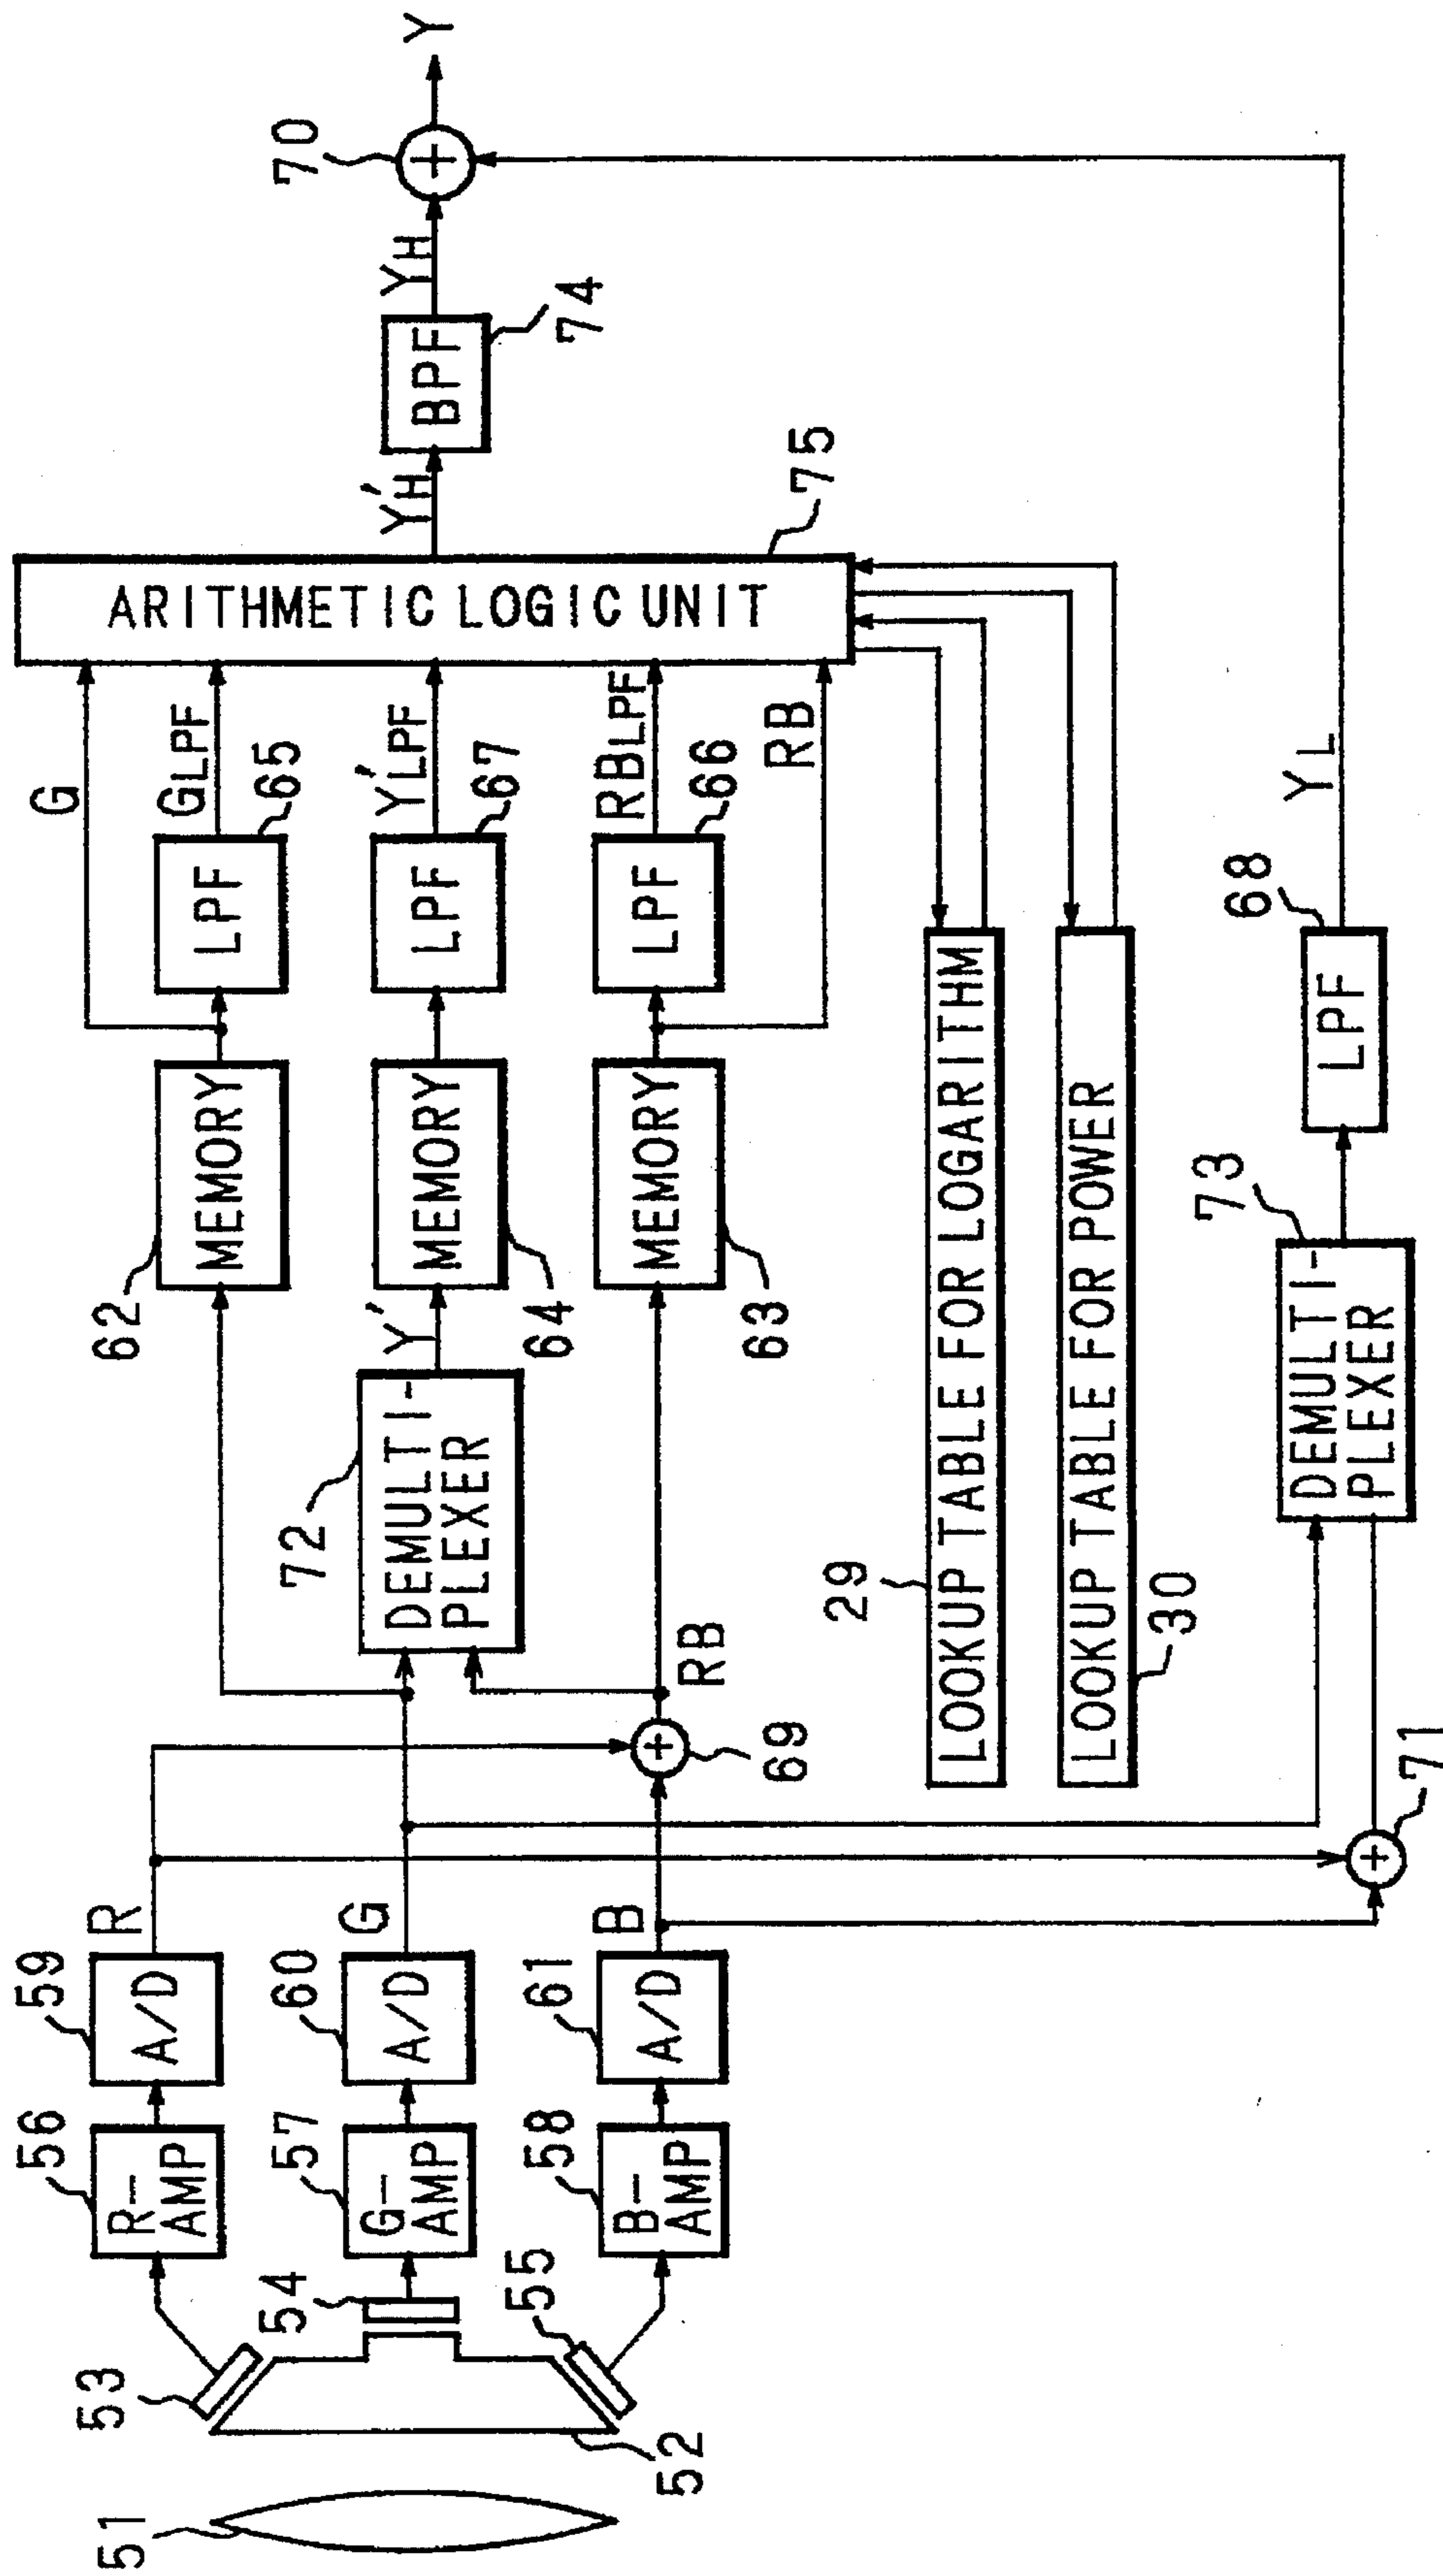 51
52
53
54
55
R-
AMP
56
G-
AMP
57
B-
AMP
58
A/D
59
A/D
60
A/D
61
R
G
B
69
RB
71
72
DEMULTI-
PLEXER
Y'
MEMORY
62
MEMORY
64
MEMORY
63
LPF
65
LPF
67
LPF
66
G
GLPF
Y'LPF
RBLPF
RB
ARITHMETIC LOGIC UNIT
75
Y'H
BPF
74
YH
70
Y
29
LOOKUP TABLE FOR LOGARITHM
LOOKUP TABLE FOR POWER
30
DEMULTI-
PLEXER
73
LPF
68
YL